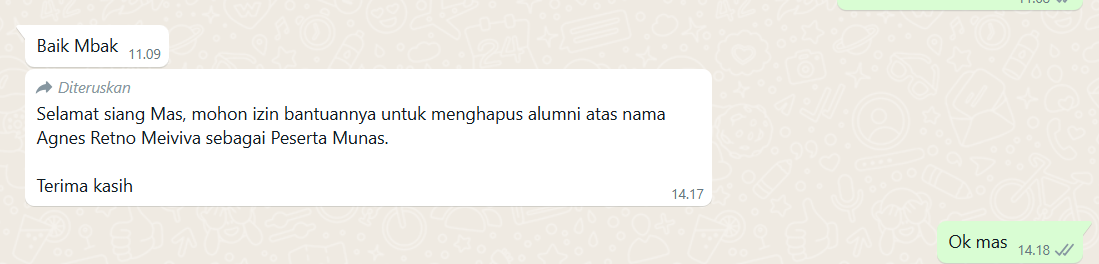 Baik Mbak 11.09
Diteruskan
Selamat siang Mas, mohon izin bantuannya untuk menghapus alumni atas nama
Agnes Retno Meiviva sebagai Peserta Munas.
Terima kasih 14.17
Ok mas 14.18